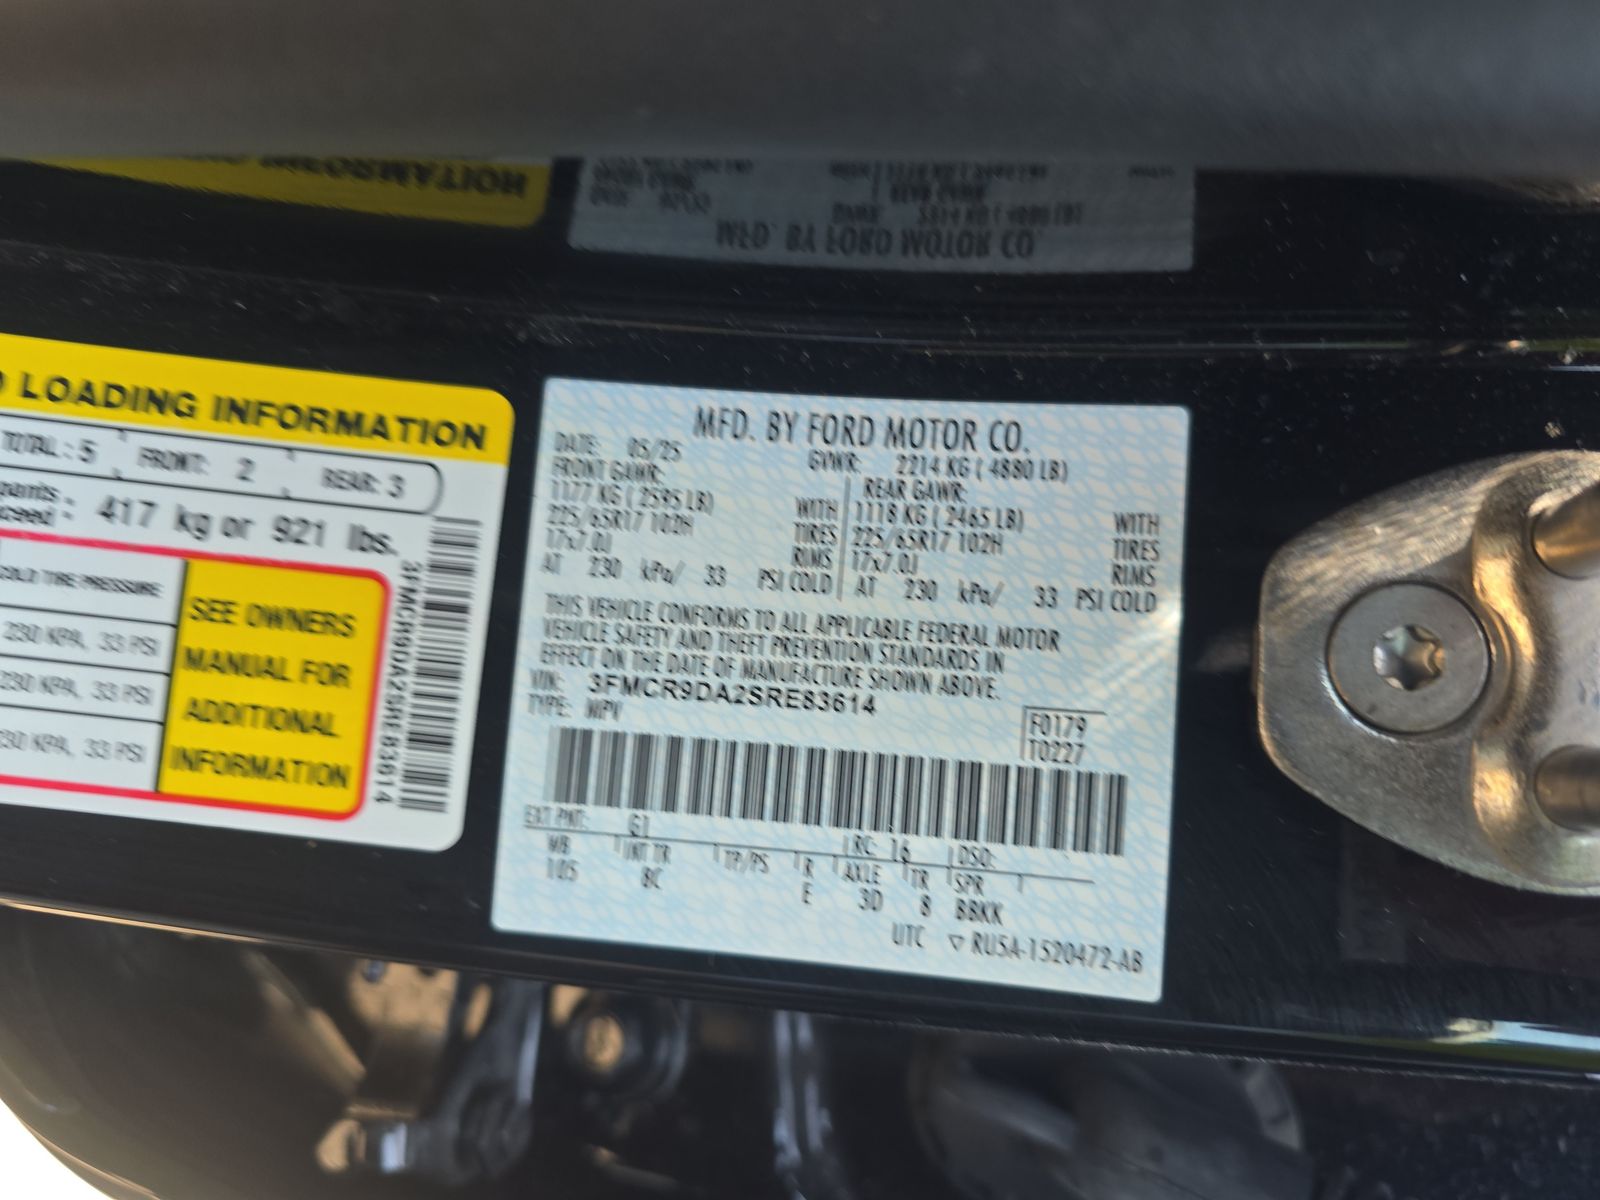 LOADING INFORMATION
TOTAL: 5 FRONT: 2 REAR: 3
417 kg or 921 lbs.
COLD TIRE PRESSURE
230 KPA, 33 PSI
230 KPA, 33 PSI
230 KPA, 33 PSI
SEE OWNERS
MANUAL FOR
ADDITIONAL
INFORMATION
3FMCR9DA2SRE83614
MFD. BY FORD MOTOR CO.
DATE: 05/25 GVWR: 2214 KG ( 4880 LB)
FRONT GAWR: REAR GAWR:
1177 KG ( 2595 LB) WITH 1118 KG ( 2465 LB) WITH
225/65R17 102H TIRES 225/65R17 102H TIRES
17x7.0J RIMS 17x7.0J RIMS
AT 230 kPa/ 33 PSI COLD AT 230 kPa/ 33 PSI COLD
THIS VEHICLE CONFORMS TO ALL APPLICABLE FEDERAL MOTOR
VEHICLE SAFETY AND THEFT PREVENTION STANDARDS IN
EFFECT ON THE DATE OF MANUFACTURE SHOWN ABOVE.
VIN: 3FMCR9DA2SRE83614
TYPE: MPV
F0179
T0227
EXT PNT: G1 RC: 16 DSO:
WB INT TR TP/PS R AXLE TR SPR
105 BC E 3D 8 BBKK
UTC ▽ RU5A-1520472-AB